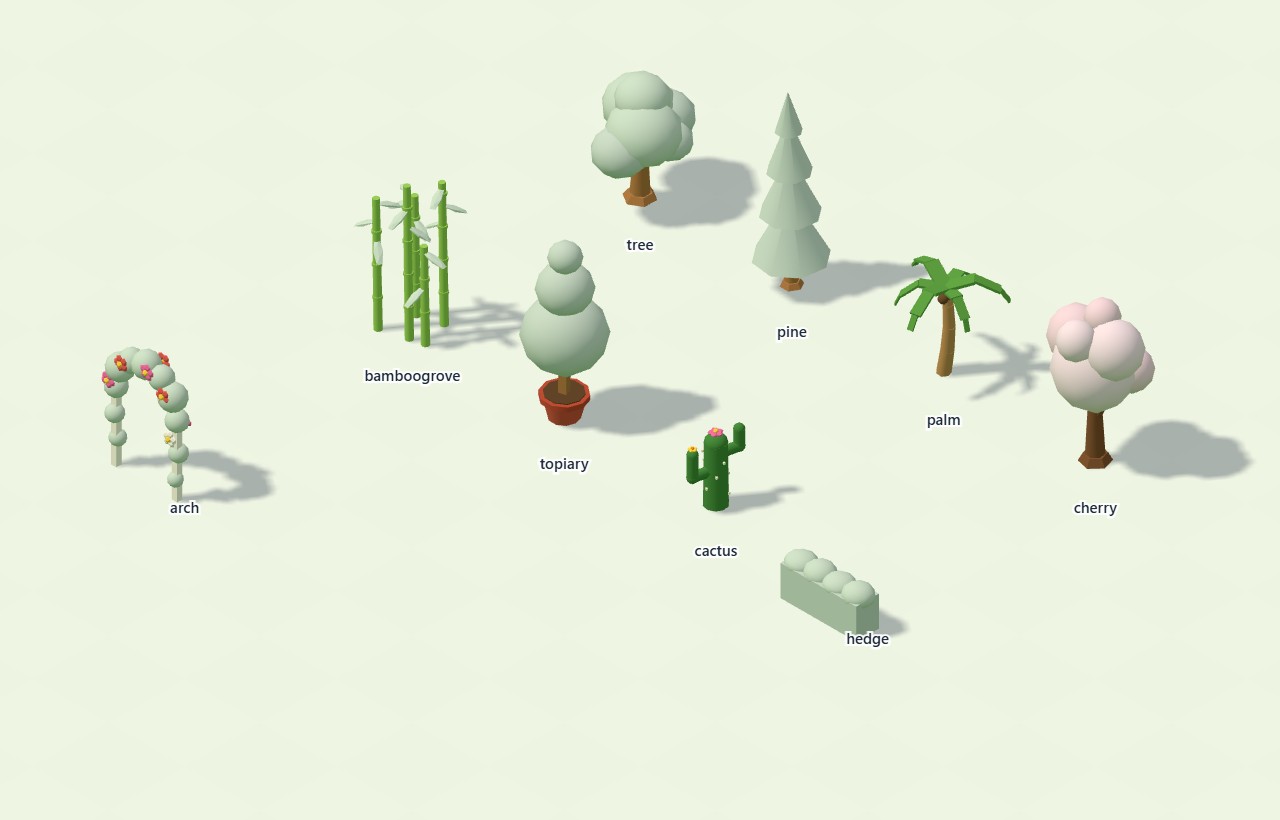 tree
pine
bamboogrove
palm
topiary
arch
cherry
cactus
hedge